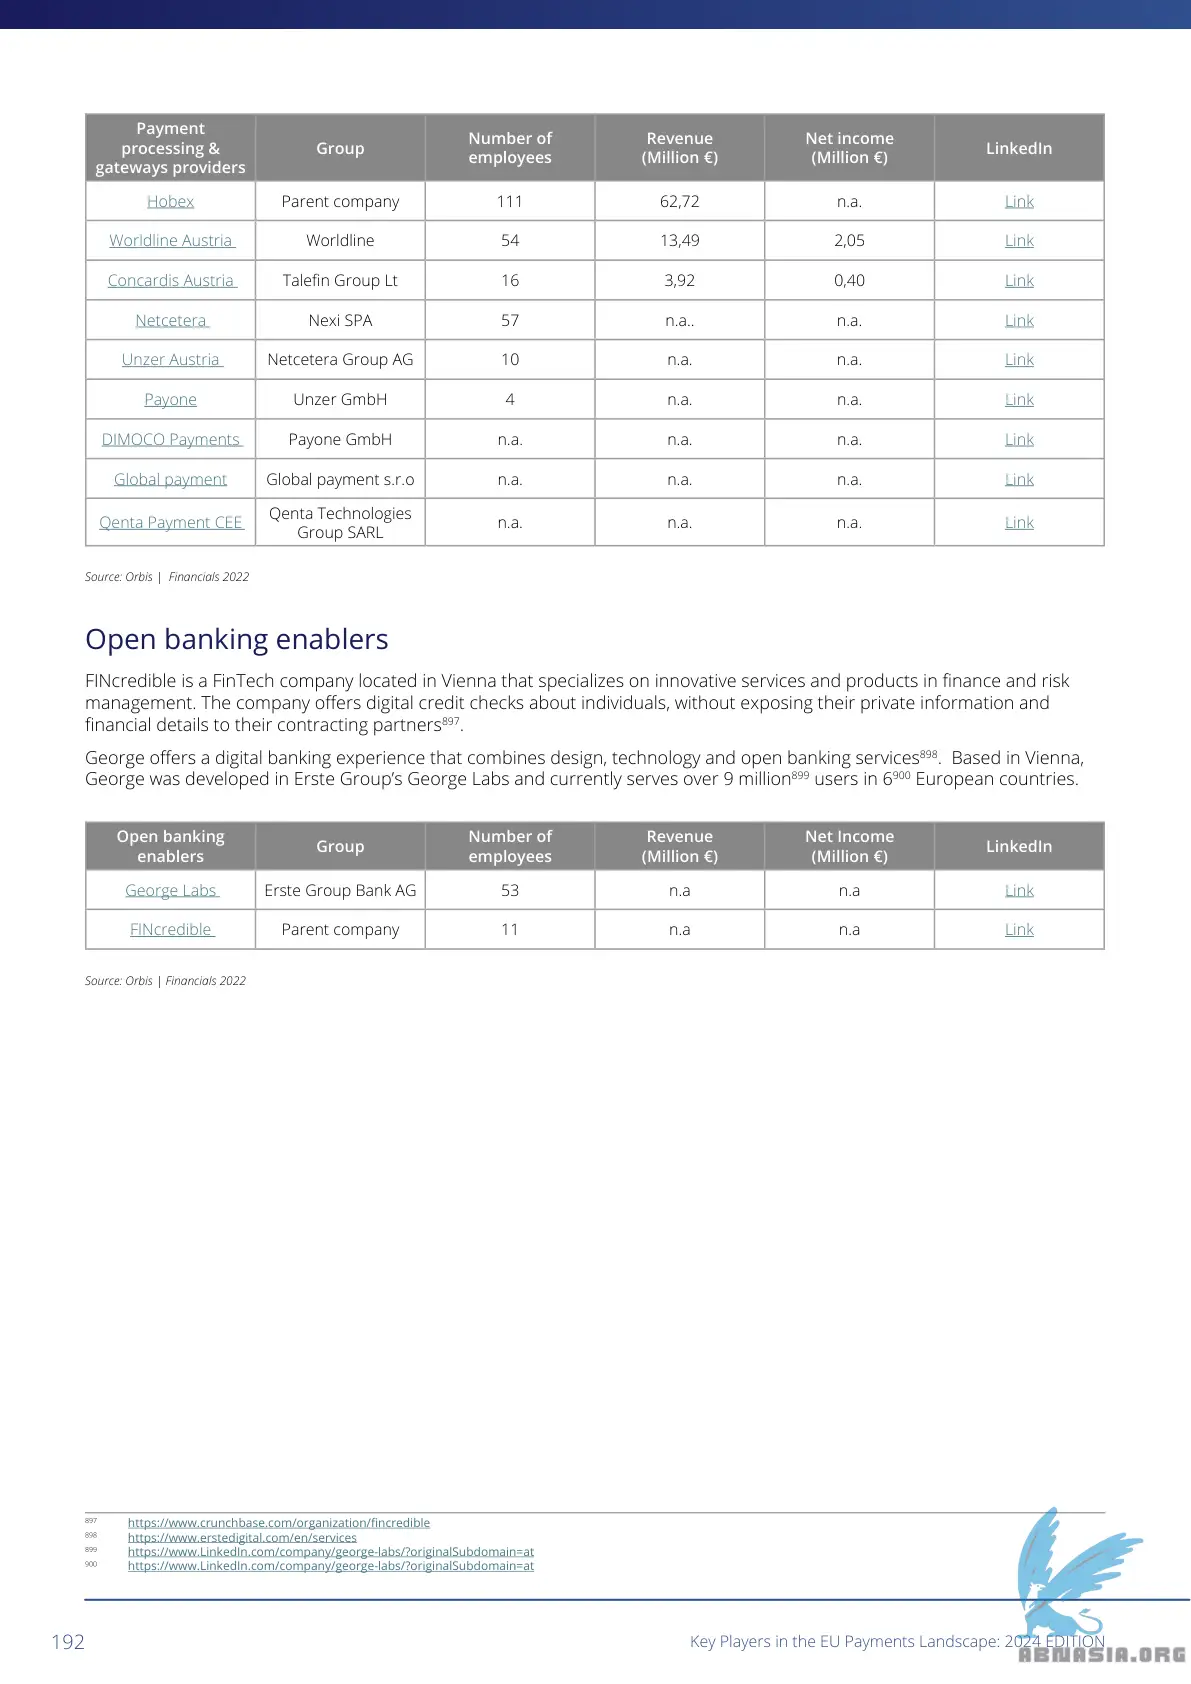 Payment
processing &
gateways providers
Group
Number of
employees
Revenue
(Million €)
Net income
(Million €)
LinkedIn
Hobex Parent company 111 62,72 n.a. Link
Worldline Austria Worldline 54 13,49 2,05 Link
Concardis Austria Talefin Group Lt 16 3,92 0,40 Link
Netcetera Nexi SPA 57 n.a.. n.a. Link
Unzer Austria Netcetera Group AG 10 n.a. n.a. Link
Payone Unzer GmbH 4 n.a. n.a. Link
DIMOCO Payments Payone GmbH n.a. n.a. n.a. Link
Global payment Global payment s.r.o n.a. n.a. n.a. Link
Qenta Payment CEE Qenta Technologies
Group SARL n.a. n.a. n.a. Link
Source: Orbis | Financials 2022
Open banking enablers
FINcredible is a FinTech company located in Vienna that specializes on innovative services and products in finance and risk
management. The company offers digital credit checks about individuals, without exposing their private information and
financial details to their contracting partners897.
George offers a digital banking experience that combines design, technology and open banking services898. Based in Vienna,
George was developed in Erste Group’s George Labs and currently serves over 9 million899 users in 6900 European countries.
Open banking
enablers
Group
Number of
employees
Revenue
(Million €)
Net Income
(Million €)
LinkedIn
George Labs Erste Group Bank AG 53 n.a n.a Link
FINcredible Parent company 11 n.a n.a Link
Source: Orbis | Financials 2022
897 https://www.crunchbase.com/organization/fincredible
898 https://www.erstedigital.com/en/services
899 https://www.LinkedIn.com/company/george-labs/?originalSubdomain=at
900 https://www.LinkedIn.com/company/george-labs/?originalSubdomain=at
192
Key Players in the EU Payments Landscape: 2024 EDITION
ABNASIA.ORG